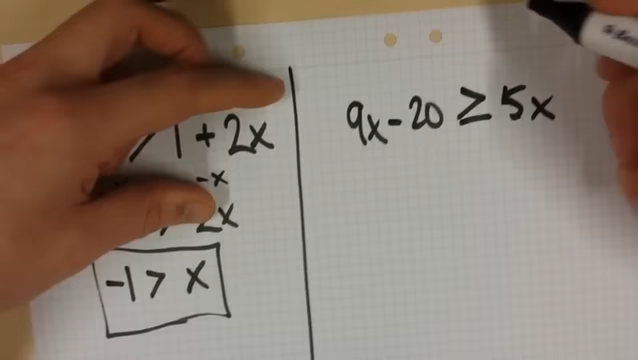 > 1 + 2x
-x
2x
-1 > x
9x - 20 ≥ 5x